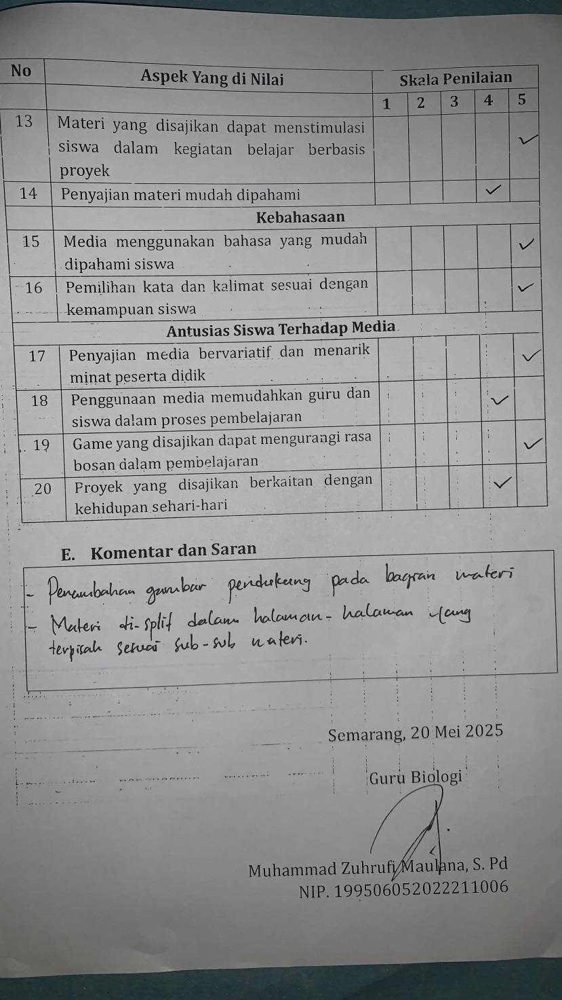 No Aspek Yang di Nilai Skala Penilaian
1 2 3 4 5
13 Materi yang disajikan dapat menstimulasi
siswa dalam kegiatan belajar berbasis ✓
proyek
14 Penyajian materi mudah dipahami ✓
Kebahasaan
15 Media menggunakan bahasa yang mudah ✓
dipahami siswa
16 Pemilihan kata dan kalimat sesuai dengan ✓
kemampuan siswa
Antusias Siswa Terhadap Media
17 Penyajian media bervariatif dan menarik ✓
minat peserta didik
18 Penggunaan media memudahkan guru dan ✓
siswa dalam proses pembelajaran
19 Game yang disajikan dapat mengurangi rasa ✓
bosan dalam pembelajaran
20 Proyek yang disajikan berkaitan dengan ✓
kehidupan sehari-hari
E. Komentar dan Saran
- Penambahan gambar pendukung pada bagian materi
- Materi di-split dalam halaman-halaman yang
terpisah sesuai sub-sub materi.
Semarang, 20 Mei 2025
Guru Biologi
Muhammad Zuhrufi Maulana, S. Pd
NIP. 199506052022211006